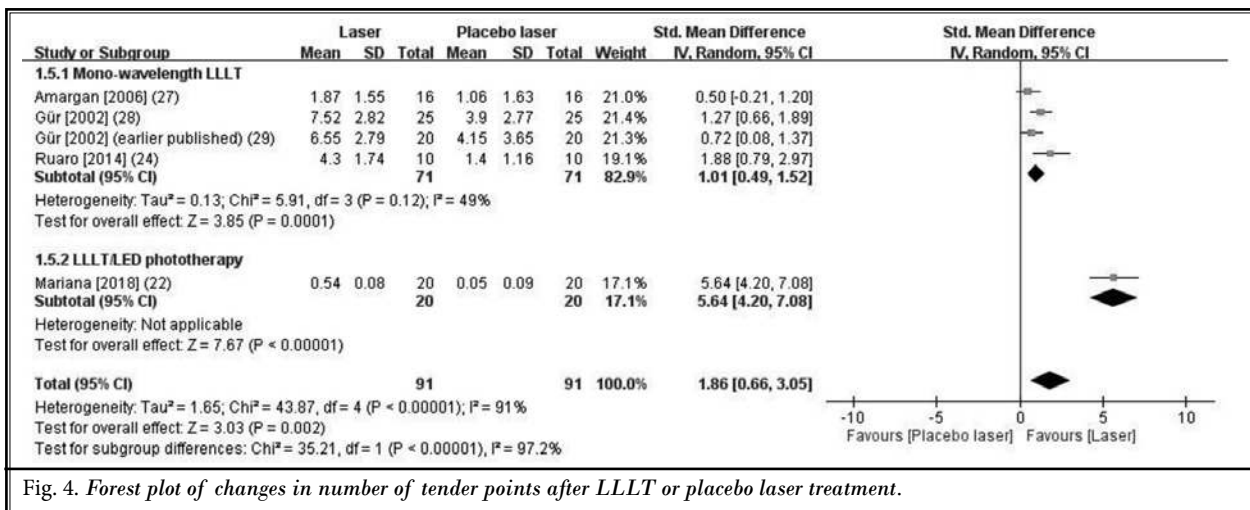 Laser Placebo laser Std. Mean Difference Std. Mean Difference
Study or Subgroup Mean SD Total Mean SD Total Weight IV, Random, 95% CI IV, Random, 95% CI
1.5.1 Mono-wavelength LLLT
Amargan [2006] (27) 1.87 1.55 16 1.06 1.63 16 21.0% 0.50 [-0.21, 1.20]
Gür [2002] (28) 7.52 2.82 25 3.9 2.77 25 21.4% 1.27 [0.66, 1.89]
Gür [2002] (earlier published) (29) 6.55 2.79 20 4.15 3.65 20 21.3% 0.72 [0.08, 1.37]
Ruaro [2014] (24) 4.3 1.74 10 1.4 1.16 10 19.1% 1.88 [0.79, 2.97]
Subtotal (95% CI) 71 71 82.9% 1.01 [0.49, 1.52]
Heterogeneity: Tau² = 0.13; Chi² = 5.91, df = 3 (P = 0.12); I² = 49%
Test for overall effect: Z = 3.85 (P = 0.0001)
1.5.2 LLLT/LED phototherapy
Mariana [2018] (22) 0.54 0.08 20 0.05 0.09 20 17.1% 5.64 [4.20, 7.08]
Subtotal (95% CI) 20 20 17.1% 5.64 [4.20, 7.08]
Heterogeneity: Not applicable
Test for overall effect: Z = 7.67 (P < 0.00001)
Total (95% CI) 91 91 100.0% 1.86 [0.66, 3.05]
Heterogeneity: Tau² = 1.65; Chi² = 43.87, df = 4 (P < 0.00001); I² = 91%
Test for overall effect: Z = 3.03 (P = 0.002)
Test for subgroup differences: Chi² = 35.21, df = 1 (P < 0.00001), I² = 97.2%
-10 -5 0 5 10
Favours [Placebo laser] Favours [Laser]
Fig. 4. Forest plot of changes in number of tender points after LLLT or placebo laser treatment.